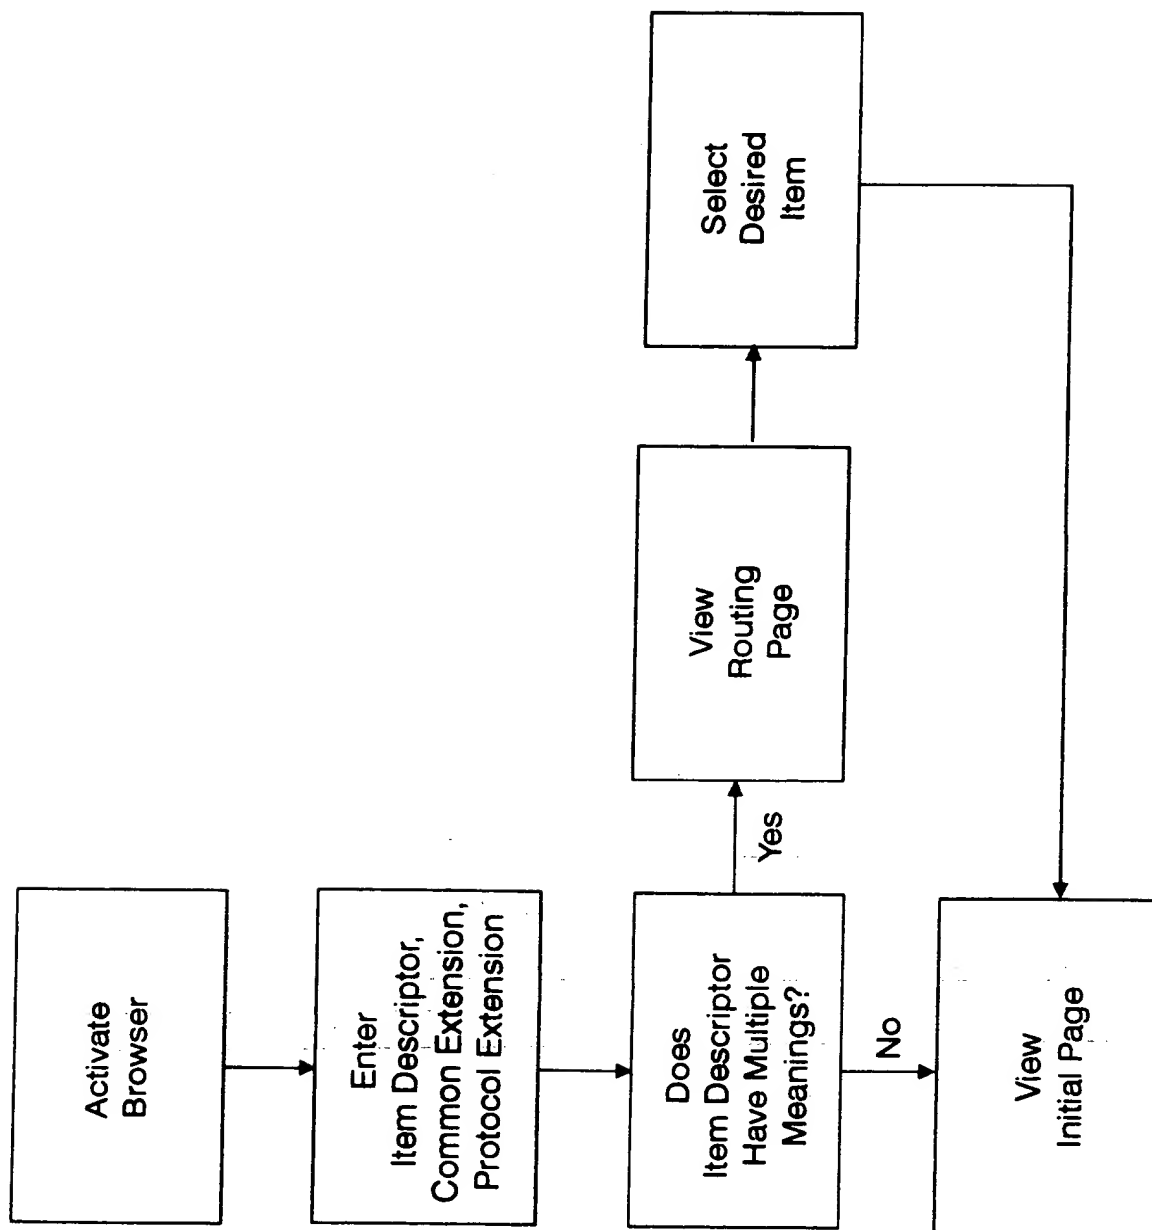 Activate
Browser
Enter
Item Descriptor,
Common Extension,
Protocol Extension
Does
Item Descriptor
Have Multiple
Meanings?
Yes
No
View
Routing
Page
Select
Desired
Item
View
Initial Page